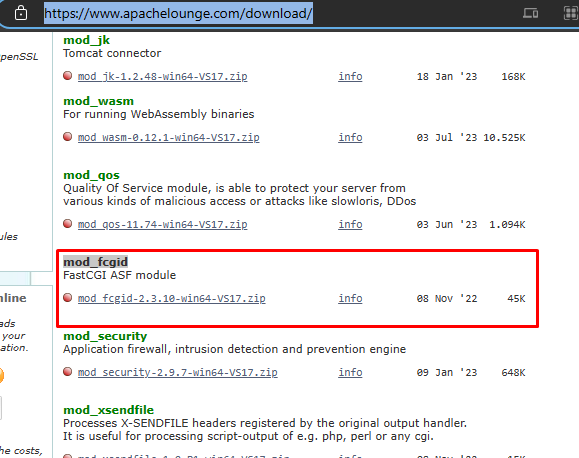 https://www.apachelounge.com/download/
mod_jk
Tomcat connector
mod_jk-1.2.48-win64-VS17.zip info 18 Jan '23 168K
mod_wasm
For running WebAssembly binaries
mod_wasm-0.12.1-win64-VS17.zip info 03 Jul '23 10.525K
mod_qos
Quality Of Service module, is able to protect your server from
various kinds of malicious access or attacks like slowloris, DDos
mod_qos-11.74-win64-VS17.zip info 03 Jun '23 1.094K
mod_fcgid
FastCGI ASF module
mod_fcgid-2.3.10-win64-VS17.zip info 08 Nov '22 45K
mod_security
Application firewall, intrusion detection and prevention engine
mod_security-2.9.7-win64-VS17.zip info 09 Jan '23 648K
mod_xsendfile
Processes X-SENDFILE headers registered by the original output handler.
It is useful for processing script-output of e.g. php, perl or any cgi.
penSSL
ules
nline
ads
your
ation.
he costs,